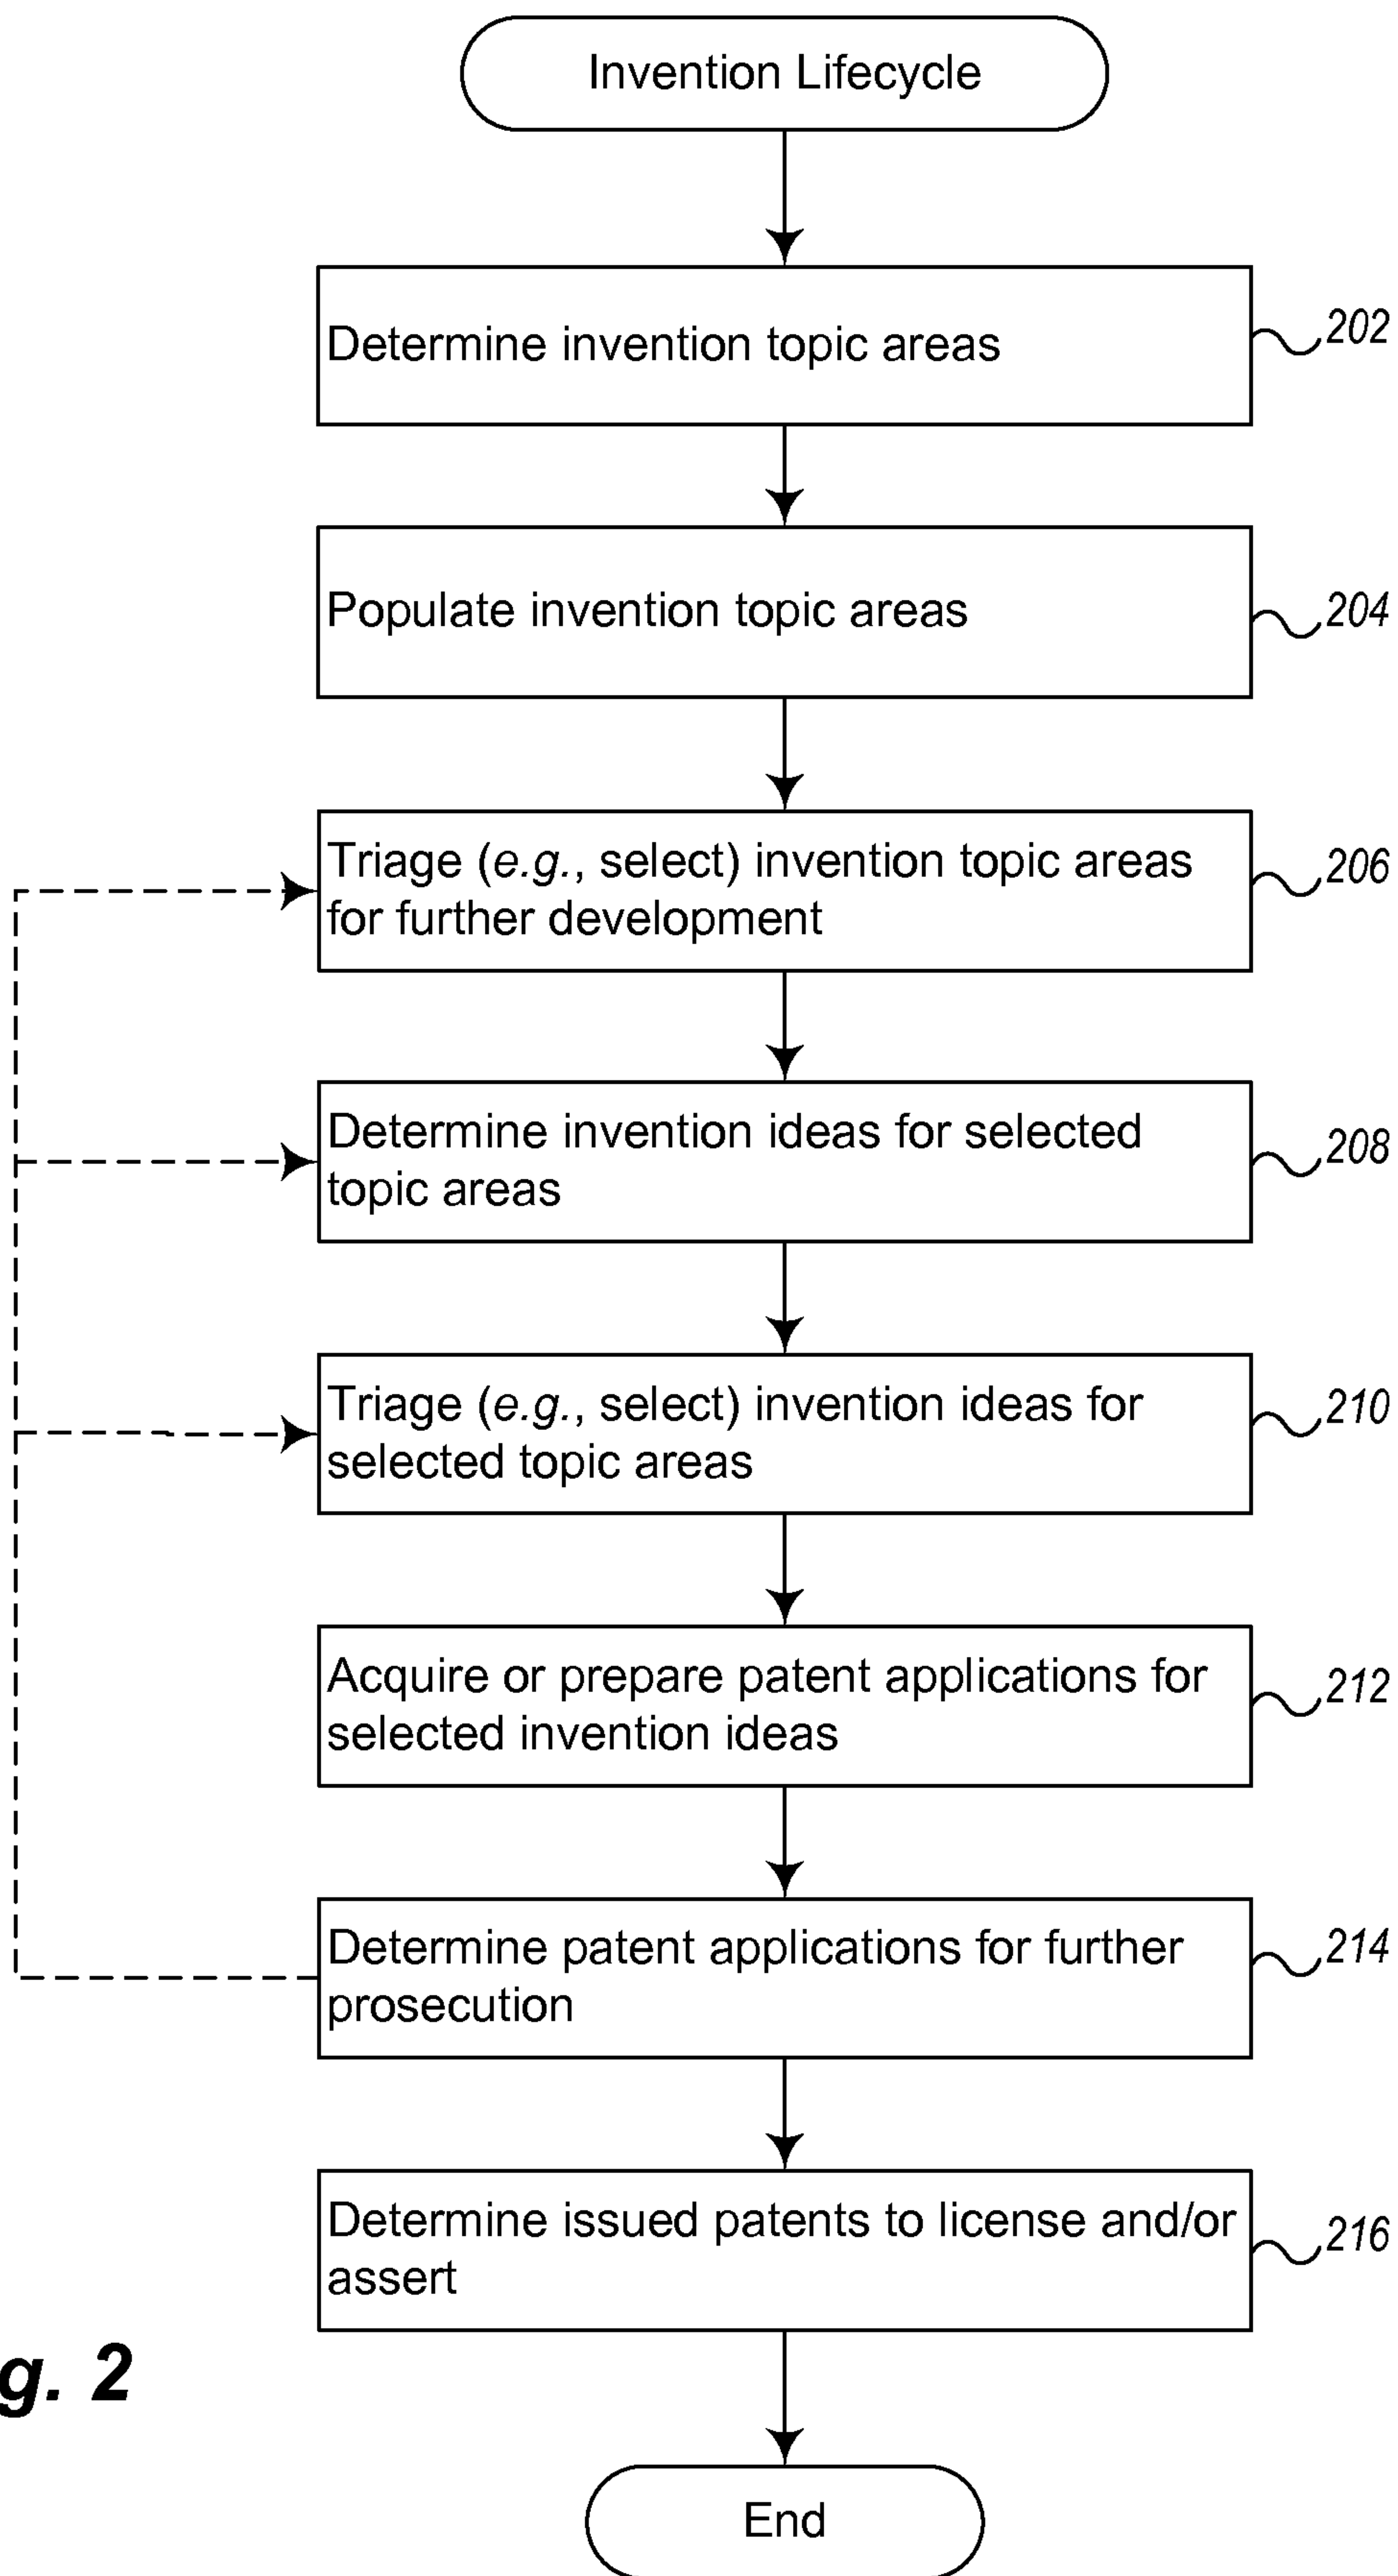 Invention Lifecycle
Determine invention topic areas
202
Populate invention topic areas
204
Triage (e.g., select) invention topic areas
for further development
206
Determine invention ideas for selected
topic areas
208
Triage (e.g., select) invention ideas for
selected topic areas
210
Acquire or prepare patent applications for
selected invention ideas
212
Determine patent applications for further
prosecution
214
Determine issued patents to license and/or
assert
216
g. 2
End